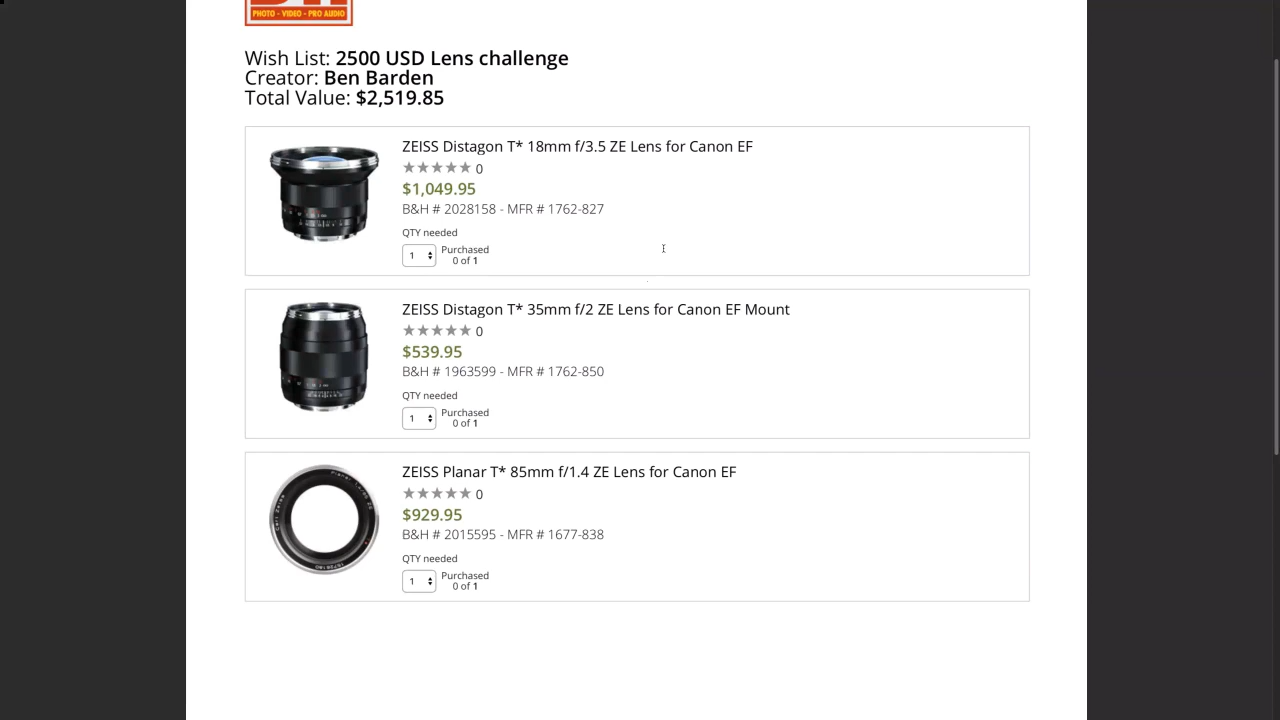 PHOTO - VIDEO - PRO AUDIO
Wish List: 2500 USD Lens challenge
Creator: Ben Barden
Total Value: $2,519.85
ZEISS Distagon T* 18mm f/3.5 ZE Lens for Canon EF
0
$1,049.95
B&H # 2028158 - MFR # 1762-827
QTY needed
1
Purchased
0 of 1
ZEISS Distagon T* 35mm f/2 ZE Lens for Canon EF Mount
0
$539.95
B&H # 1963599 - MFR # 1762-850
QTY needed
1
Purchased
0 of 1
ZEISS Planar T* 85mm f/1.4 ZE Lens for Canon EF
0
$929.95
B&H # 2015595 - MFR # 1677-838
QTY needed
1
Purchased
0 of 1